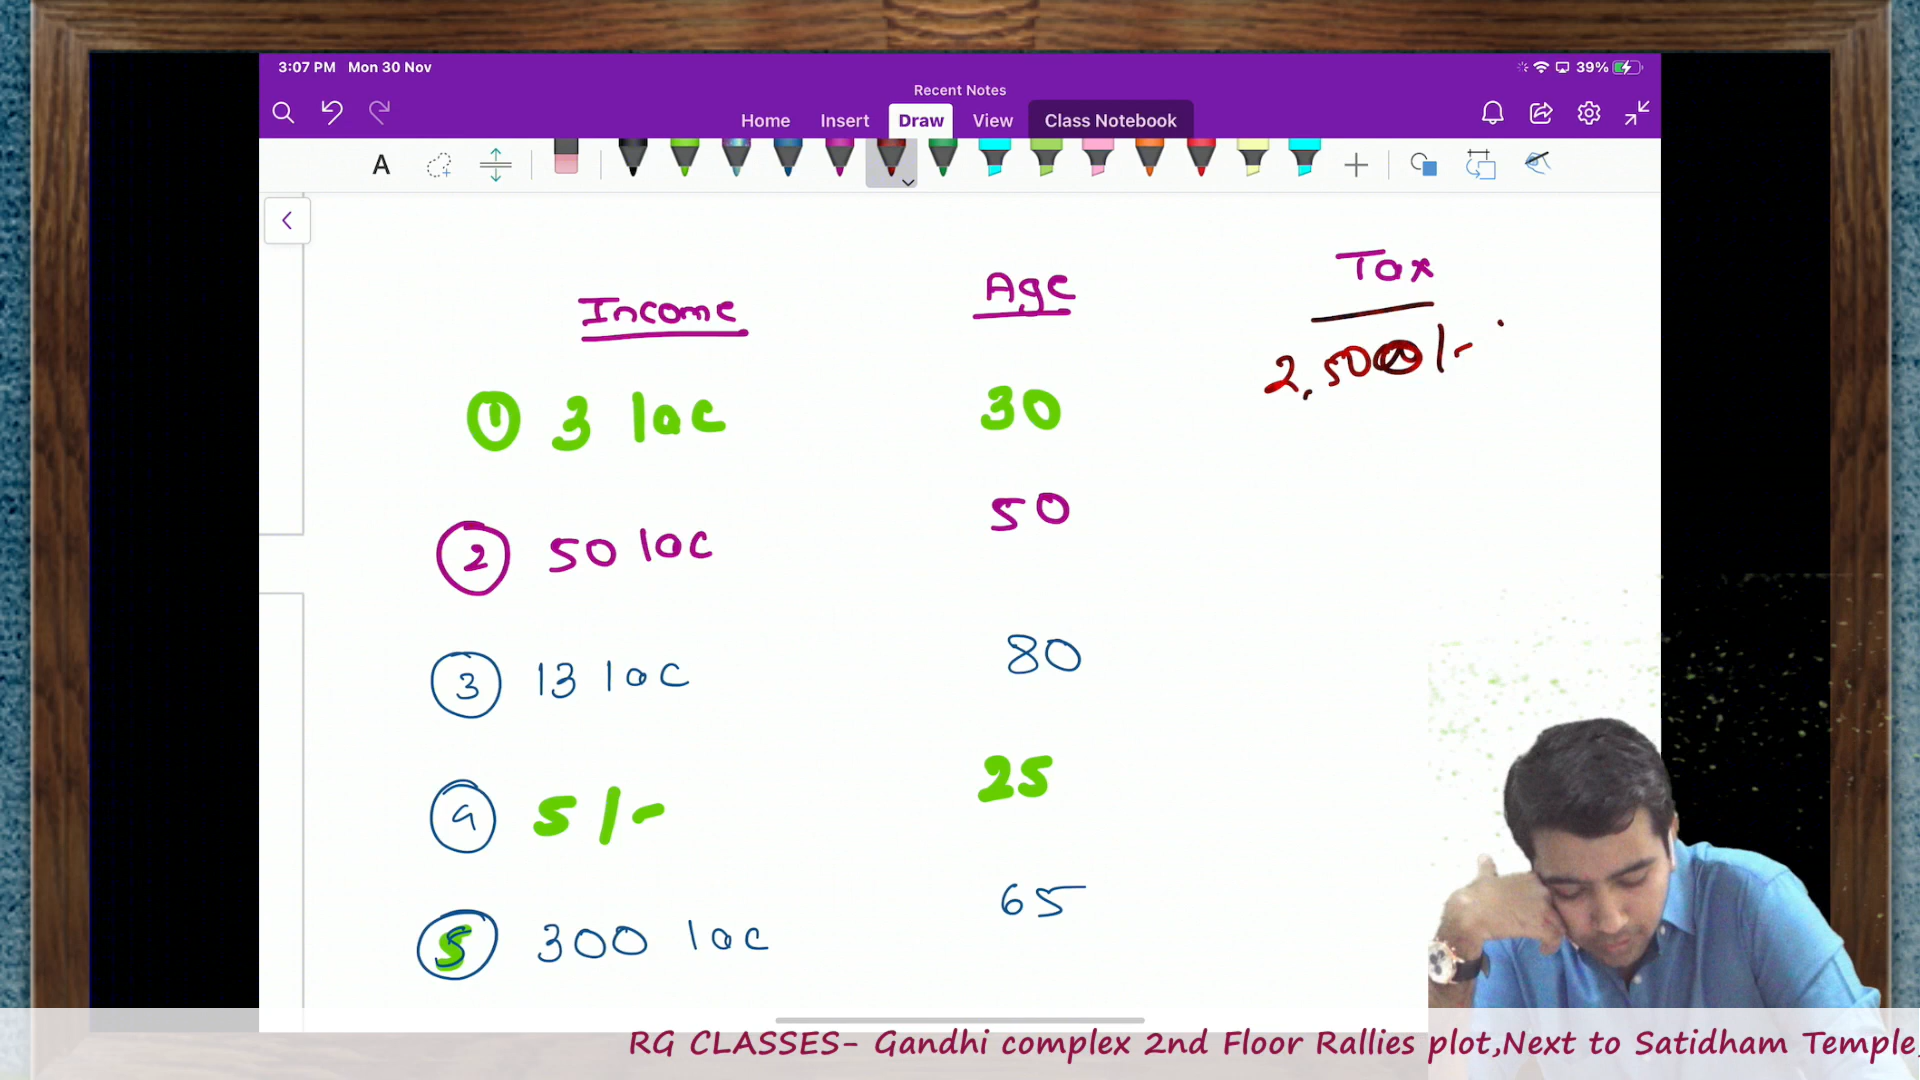 3:07 PM Mon 30 Nov
39%
Recent Notes
Home Insert Draw View Class Notebook
A
Income Age Tax
2,500/-
1 3 lac 30
2 50 lac 50
3 13 lac 80
4 5/- 25
5 300 lac 65
RG CLASSES- Gandhi complex 2nd Floor Rallies plot,Next to Satidham Temple,